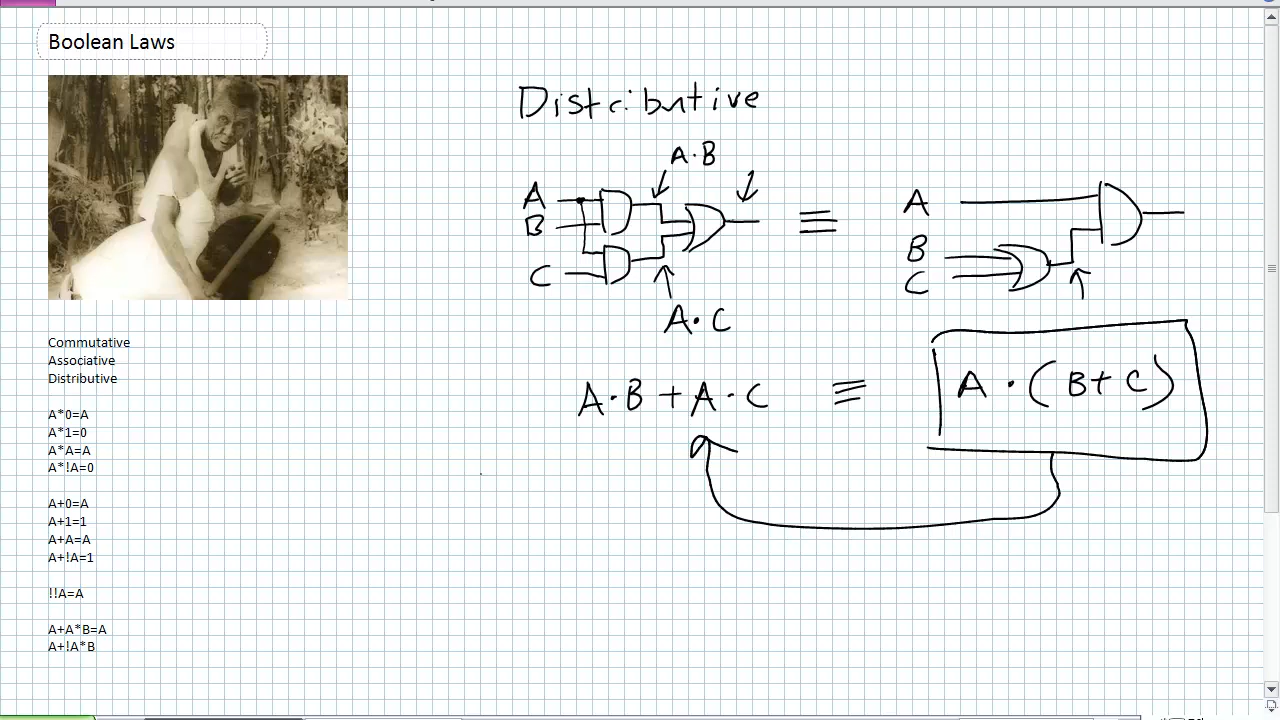 Boolean Laws
Distributive
A·B
A
B
C
A·C
≡
A
B
C
A·B + A·C ≡ A·(B+C)
Commutative
Associative
Distributive
A*0=A
A*1=0
A*A=A
A*!A=0
A+0=A
A+1=1
A+A=A
A+!A=1
!!A=A
A+A*B=A
A+!A*B